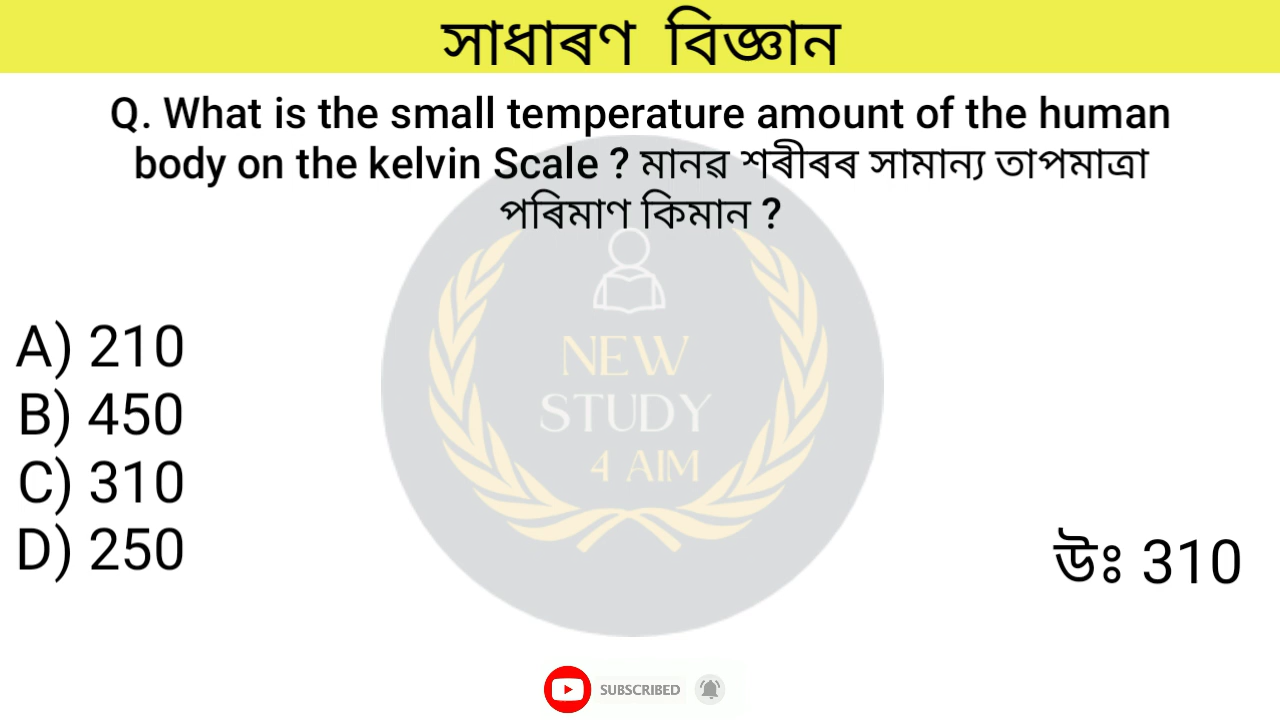 সাধাৰণ বিজ্ঞান
Q. What is the small temperature amount of the human
body on the kelvin Scale ? মানৱ শৰীৰৰ সামান্য তাপমাত্ৰা
পৰিমাণ কিমান ?
NEW
STUDY
4 AIM
A) 210
B) 450
C) 310
D) 250
উঃ 310
SUBSCRIBED